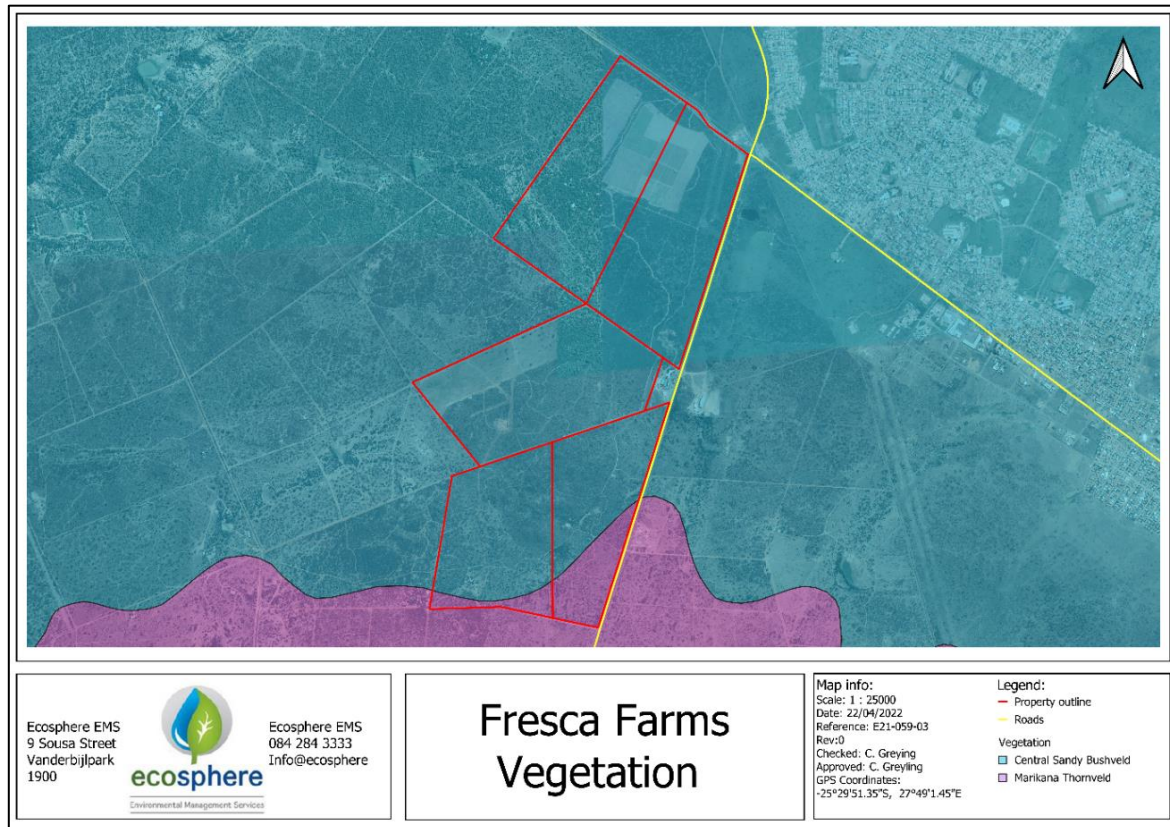 Ecosphere EMS
9 Sousa Street
Vanderbijlpark
1900
ecosphere
Environmental Management Services
Ecosphere EMS
084 284 3333
Info@ecosphere
Fresca Farms
Vegetation
Map info:
Scale: 1 : 25000
Date: 22/04/2022
Reference: E21-059-03
Rev:0
Checked: C. Greying
Approved: C. Greyling
GPS Coordinates:
-25°29'51.35"S, 27°49'1.45"E
Legend:
Property outline
Roads
Vegetation
Central Sandy Bushveld
Marikana Thornveld